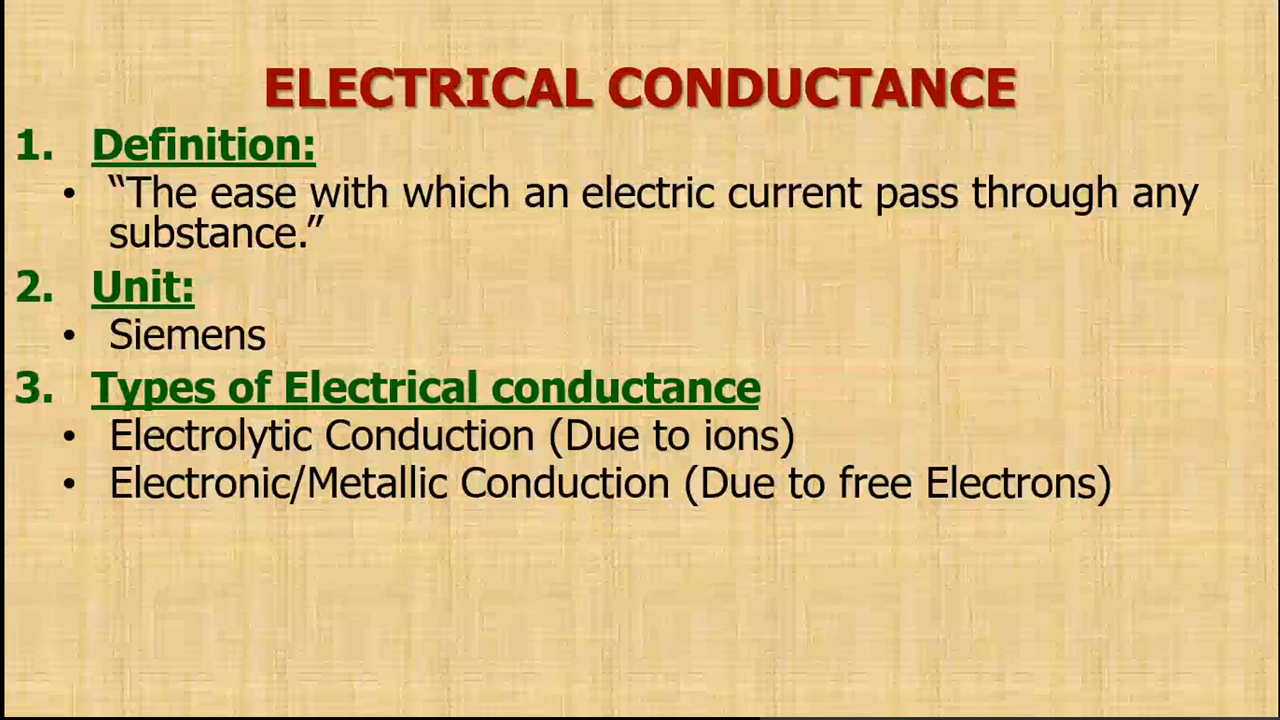 ELECTRICAL CONDUCTANCE
1. Definition:
• “The ease with which an electric current pass through any
substance.”
2. Unit:
• Siemens
3. Types of Electrical conductance
• Electrolytic Conduction (Due to ions)
• Electronic/Metallic Conduction (Due to free Electrons)